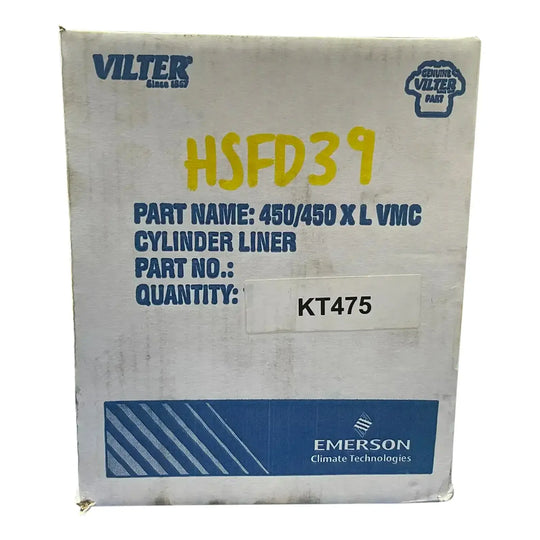 VILTER®
Since 1867
GENUINE
VILTER
PART
HSFD39
PART NAME: 450/450 X L VMC
CYLINDER LINER
PART NO.:
QUANTITY:
KT475
EMERSON
Climate Technologies